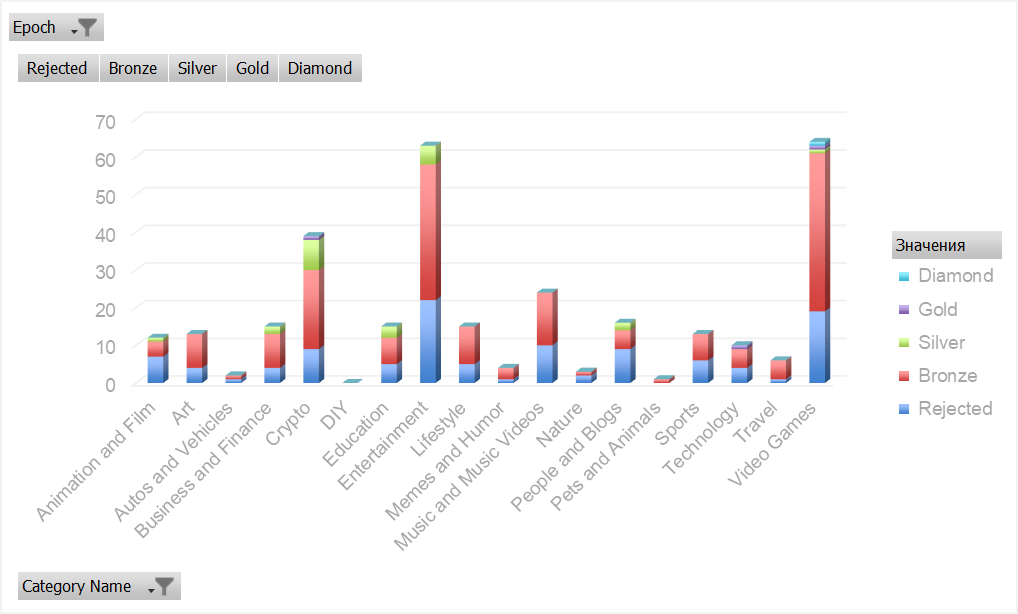 Epoch
Rejected Bronze Silver Gold Diamond
70
60
50
40
30
20
10
0
Animation and Film
Art
Autos and Vehicles
Business and Finance
Crypto
DIY
Education
Entertainment
Lifestyle
Memes and Humor
Music and Music Videos
Nature
People and Blogs
Pets and Animals
Sports
Technology
Travel
Video Games
Значения
Diamond
Gold
Silver
Bronze
Rejected
Category Name